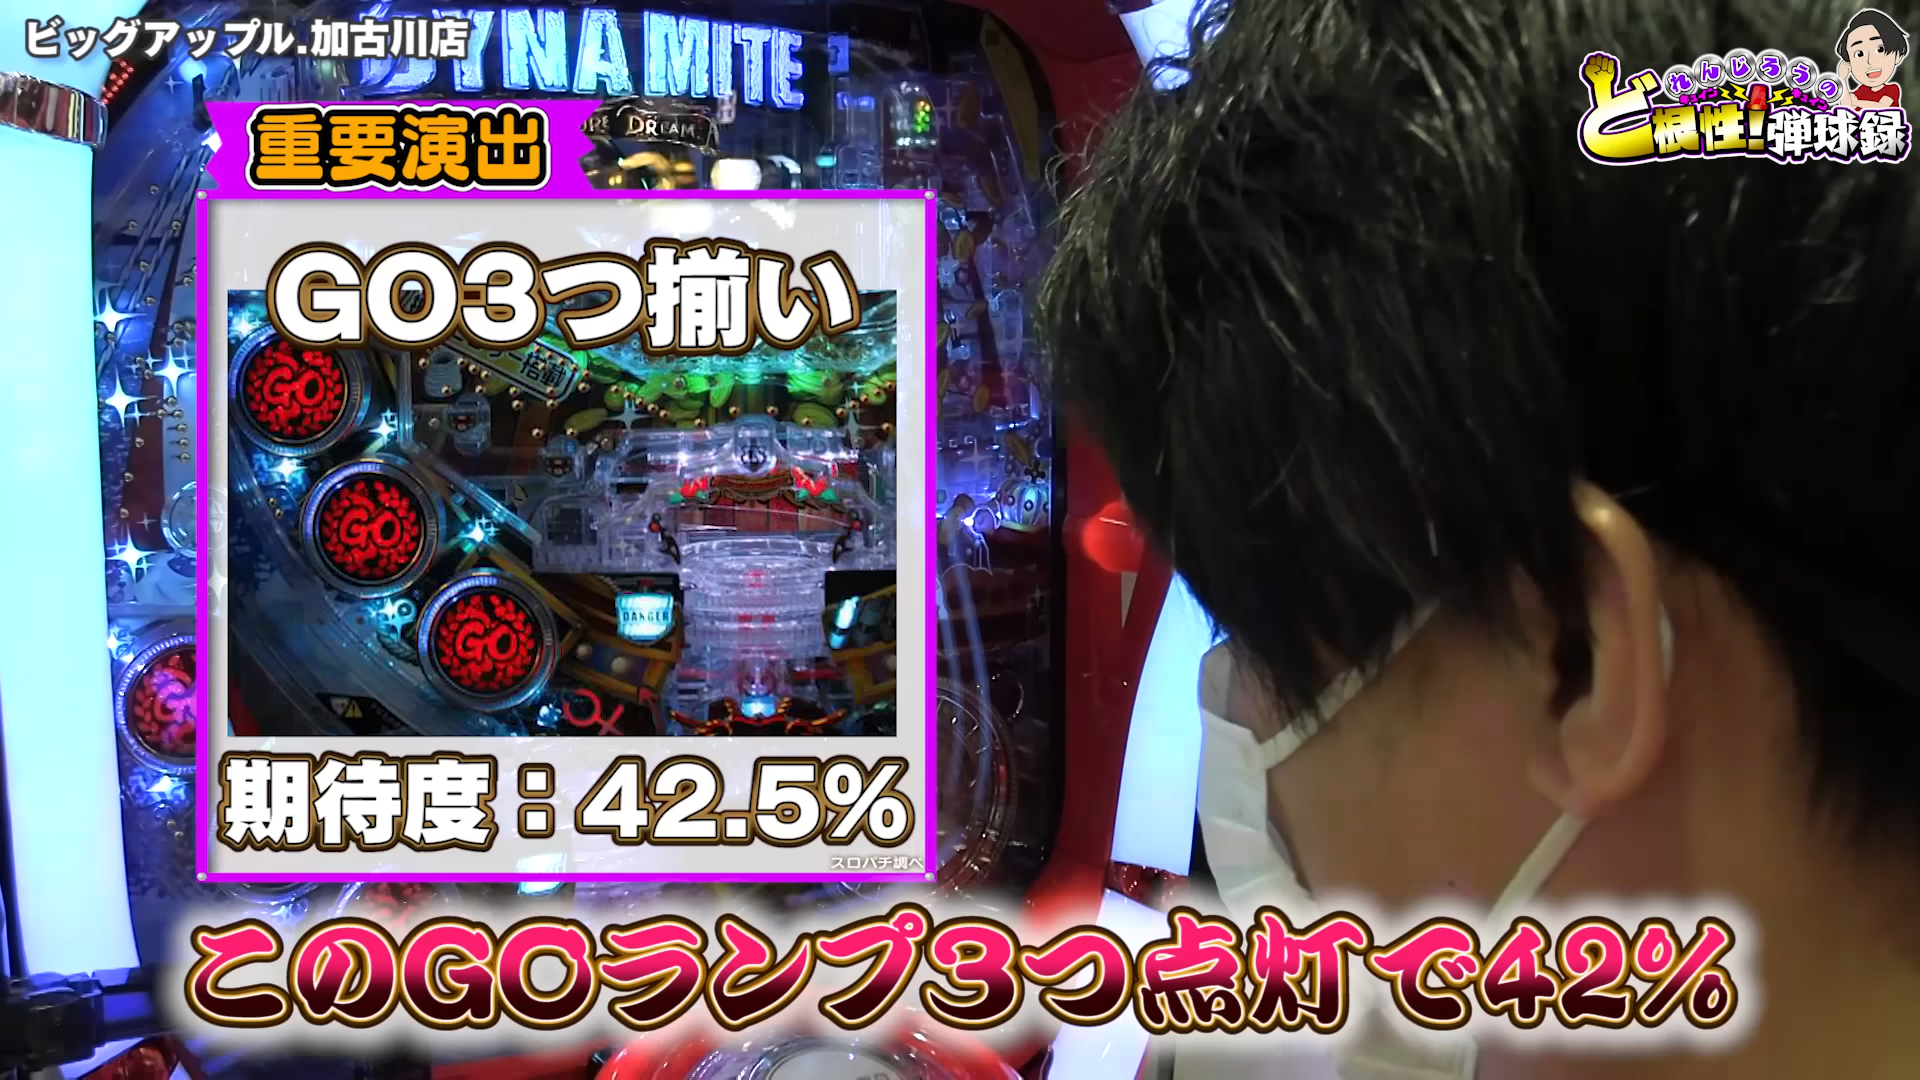 ビッグアップル.加古川店
DYNAMITE
DREAM
れんじろうの
ど根性!弾球録
重要演出
GO3つ揃い
GO
GO
GO
DANGER
期待度：42.5%
スロパチ調べ
このGOランプ3つ点灯で42%